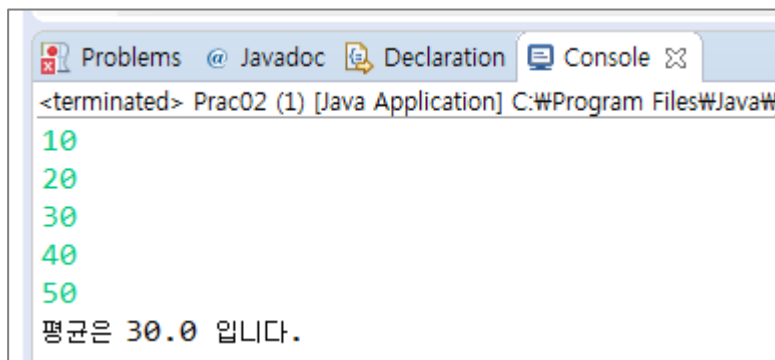 Problems @ Javadoc Declaration Console
<terminated> Prac02 (1) [Java Application] C:₩Program Files₩Java₩
10
20
30
40
50
평균은 30.0 입니다.